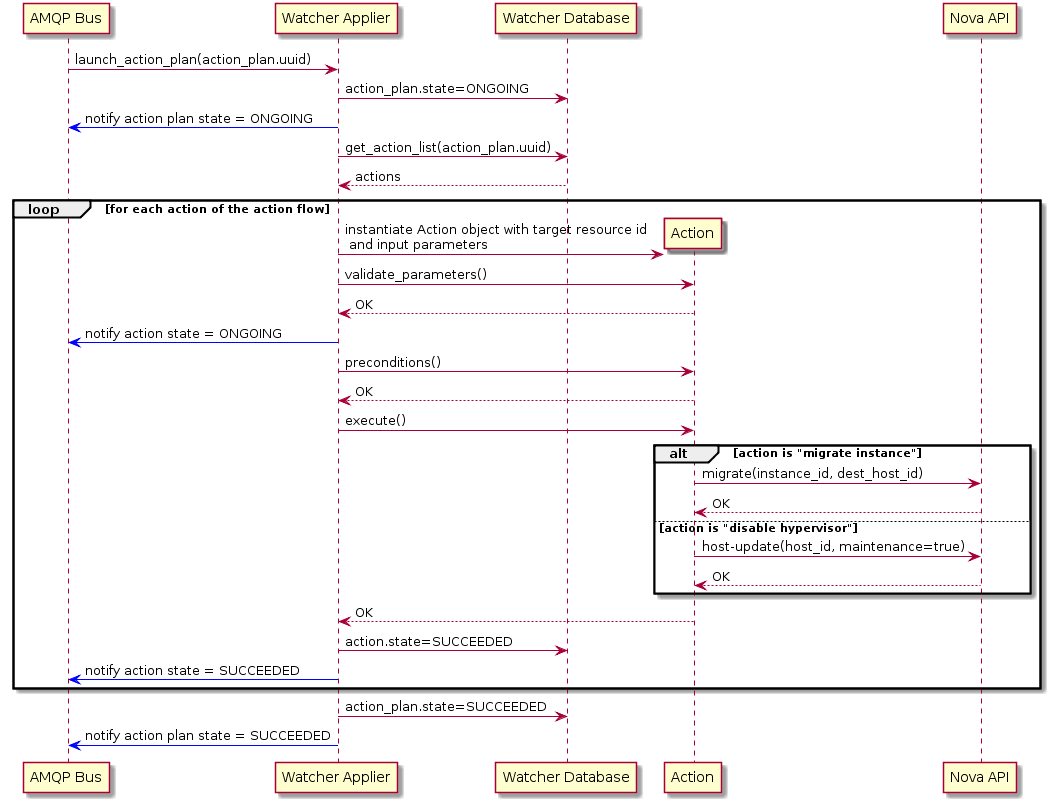 AMQP Bus
Watcher Applier
Watcher Database
Nova API
launch_action_plan(action_plan.uuid)
action_plan.state=ONGOING
notify action plan state = ONGOING
get_action_list(action_plan.uuid)
actions
loop
[for each action of the action flow]
instantiate Action object with target resource id
and input parameters
Action
validate_parameters()
OK
notify action state = ONGOING
preconditions()
OK
execute()
alt
[action is "migrate instance"]
migrate(instance_id, dest_host_id)
OK
[action is "disable hypervisor"]
host-update(host_id, maintenance=true)
OK
OK
action.state=SUCCEEDED
notify action state = SUCCEEDED
action_plan.state=SUCCEEDED
notify action plan state = SUCCEEDED
AMQP Bus
Watcher Applier
Watcher Database
Action
Nova API